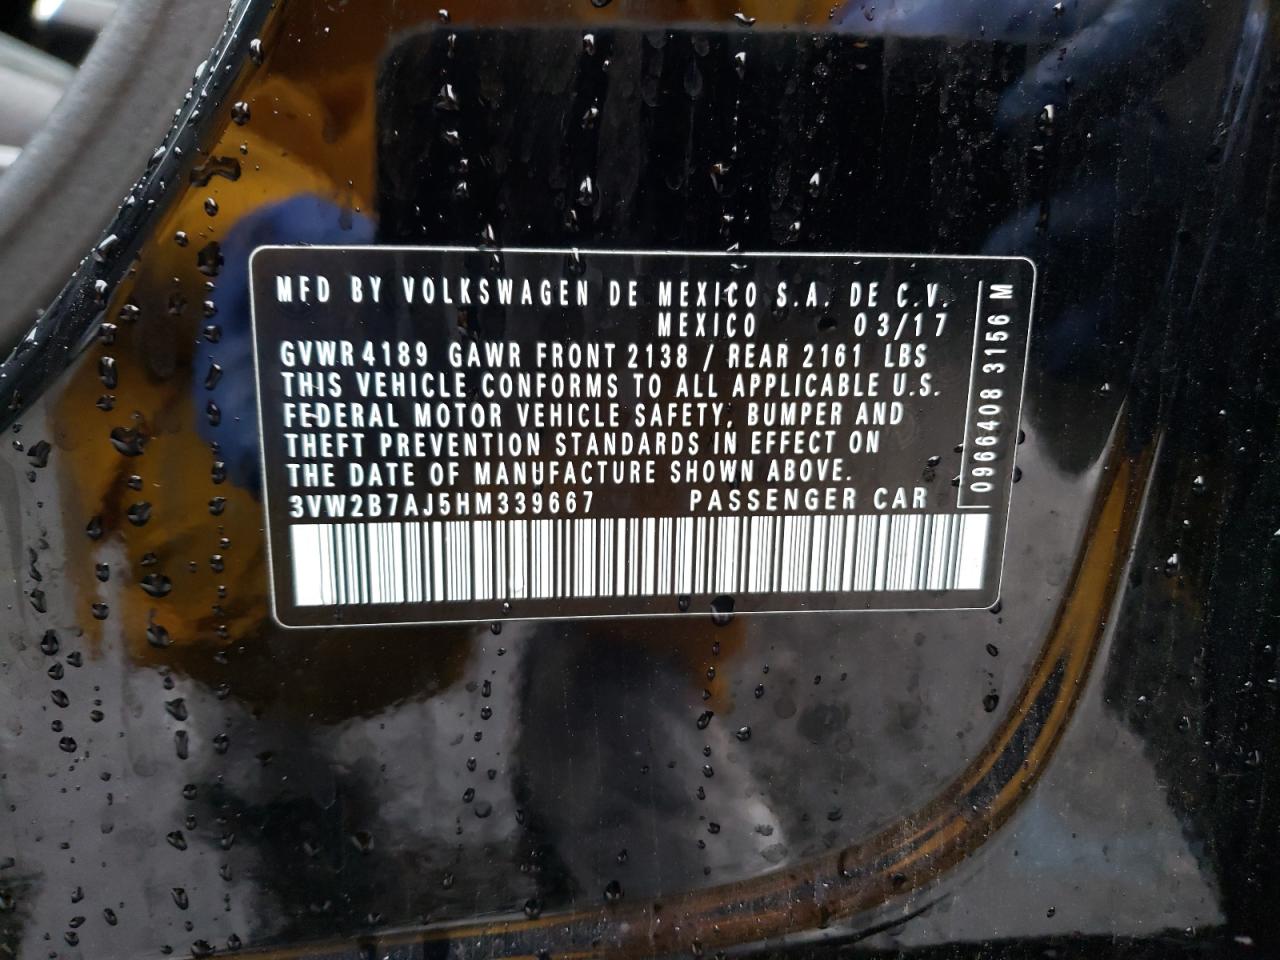 MFD BY VOLKSWAGEN DE MEXICO S.A. DE C.V.
MEXICO 03/17
GVWR 4189 GAWR FRONT 2138 / REAR 2161 LBS
THIS VEHICLE CONFORMS TO ALL APPLICABLE U.S.
FEDERAL MOTOR VEHICLE SAFETY, BUMPER AND
THEFT PREVENTION STANDARDS IN EFFECT ON
THE DATE OF MANUFACTURE SHOWN ABOVE.
3VW2B7AJ5HM339667 PASSENGER CAR
0966408 3156 M